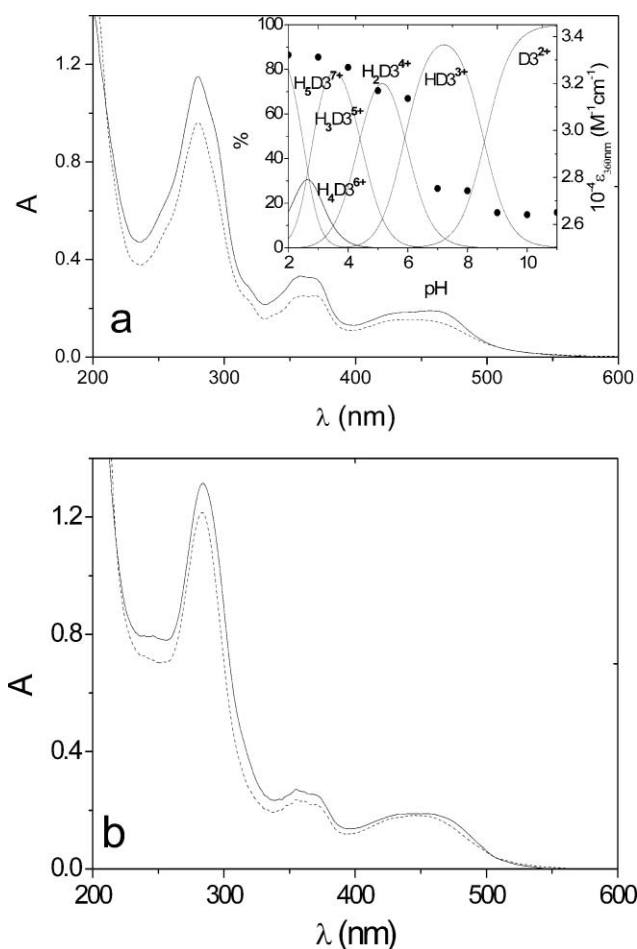 a
1.2
0.8
0.4
0.0
A
200 300 400 500 600
λ (nm)
100
80
60
40
20
0
%
2 4 6 8 10
pH
3.4
3.2
3.0
2.8
2.6
10⁻⁴ε₃₆₀nm (M⁻¹cm⁻¹)
H₅D3⁷⁺
H₄D3⁶⁺
H₃D3⁵⁺
H₂D3⁴⁺
HD3³⁺
D3²⁺
b
1.2
0.8
0.4
0.0
A
200 300 400 500 600
λ (nm)